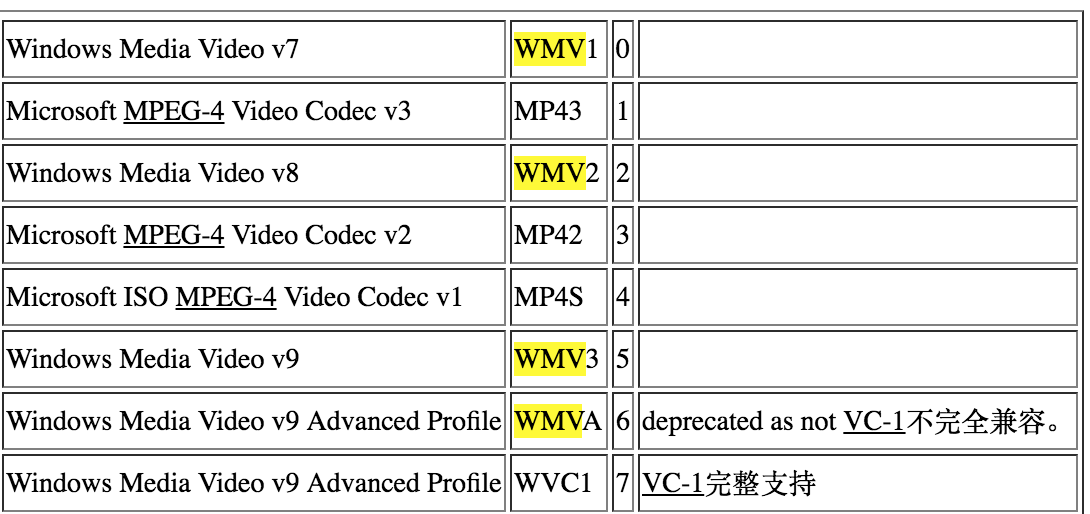 Windows Media Video v7 WMV1 0
Microsoft MPEG-4 Video Codec v3 MP43 1
Windows Media Video v8 WMV2 2
Microsoft MPEG-4 Video Codec v2 MP42 3
Microsoft ISO MPEG-4 Video Codec v1 MP4S 4
Windows Media Video v9 WMV3 5
Windows Media Video v9 Advanced Profile WMVA 6 deprecated as not VC-1不完全兼容。
Windows Media Video v9 Advanced Profile WVC1 7 VC-1完整支持